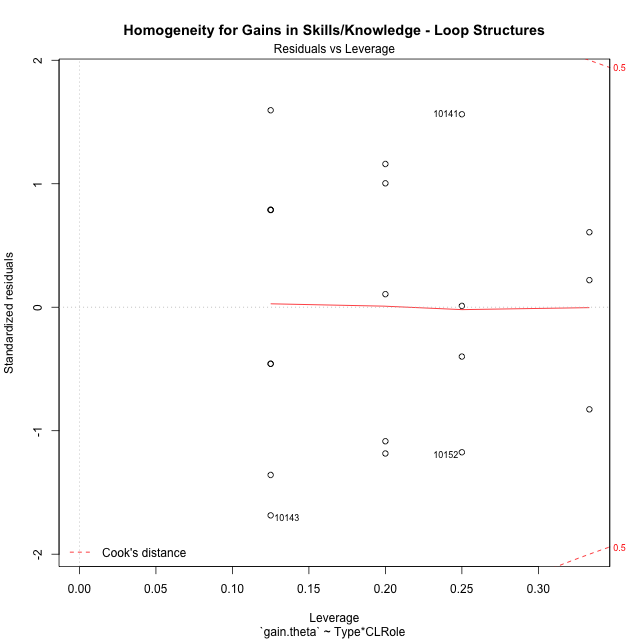 Homogeneity for Gains in Skills/Knowledge - Loop Structures
Residuals vs Leverage
2
0.5
10141
1
Standardized residuals
0
-1
10152
10143
0.5
-2
Cook's distance
0.00 0.05 0.10 0.15 0.20 0.25 0.30
Leverage
`gain.theta` ~ Type*CLRole